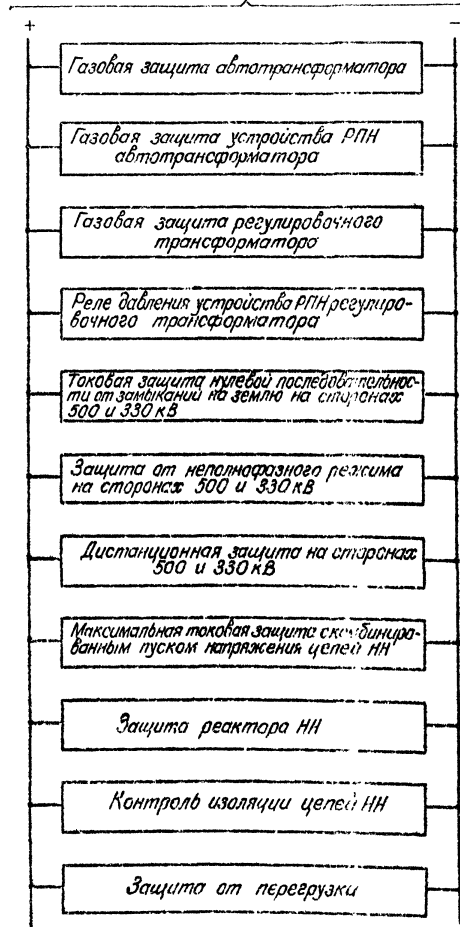 + –
Газовая защита автотрансформатора
Газовая защита устройства РПН
автотрансформатора
Газовая защита регулировочного
трансформатора
Реле давления устройства РПН регулиро-
вочного трансформатора
Токовая защита нулевой последовательнос-
ти от замыканий на землю на сторонах
500 и 330 кВ
Защита от неполнофазного режима
на сторонах 500 и 330 кВ
Дистанционная защита на сторонах
500 и 330 кВ
Максимальная токовая защита с комбиниро-
ванным пуском напряжения цепей НН
Защита реактора НН
Контроль изоляции цепей НН
Защита от перегрузки